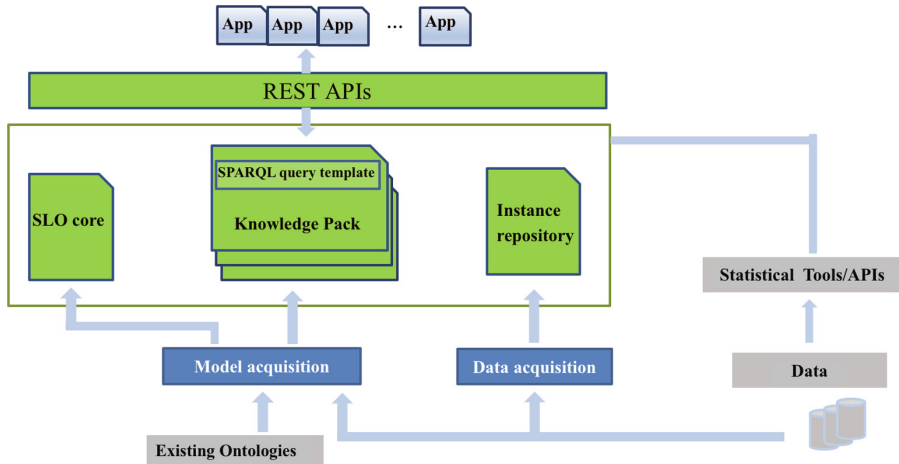 App App App ... App
REST APIs
SPARQL query template
SLO core
Knowledge Pack
Instance
repository
Statistical Tools/APIs
Model acquisition
Data acquisition
Data
Existing Ontologies